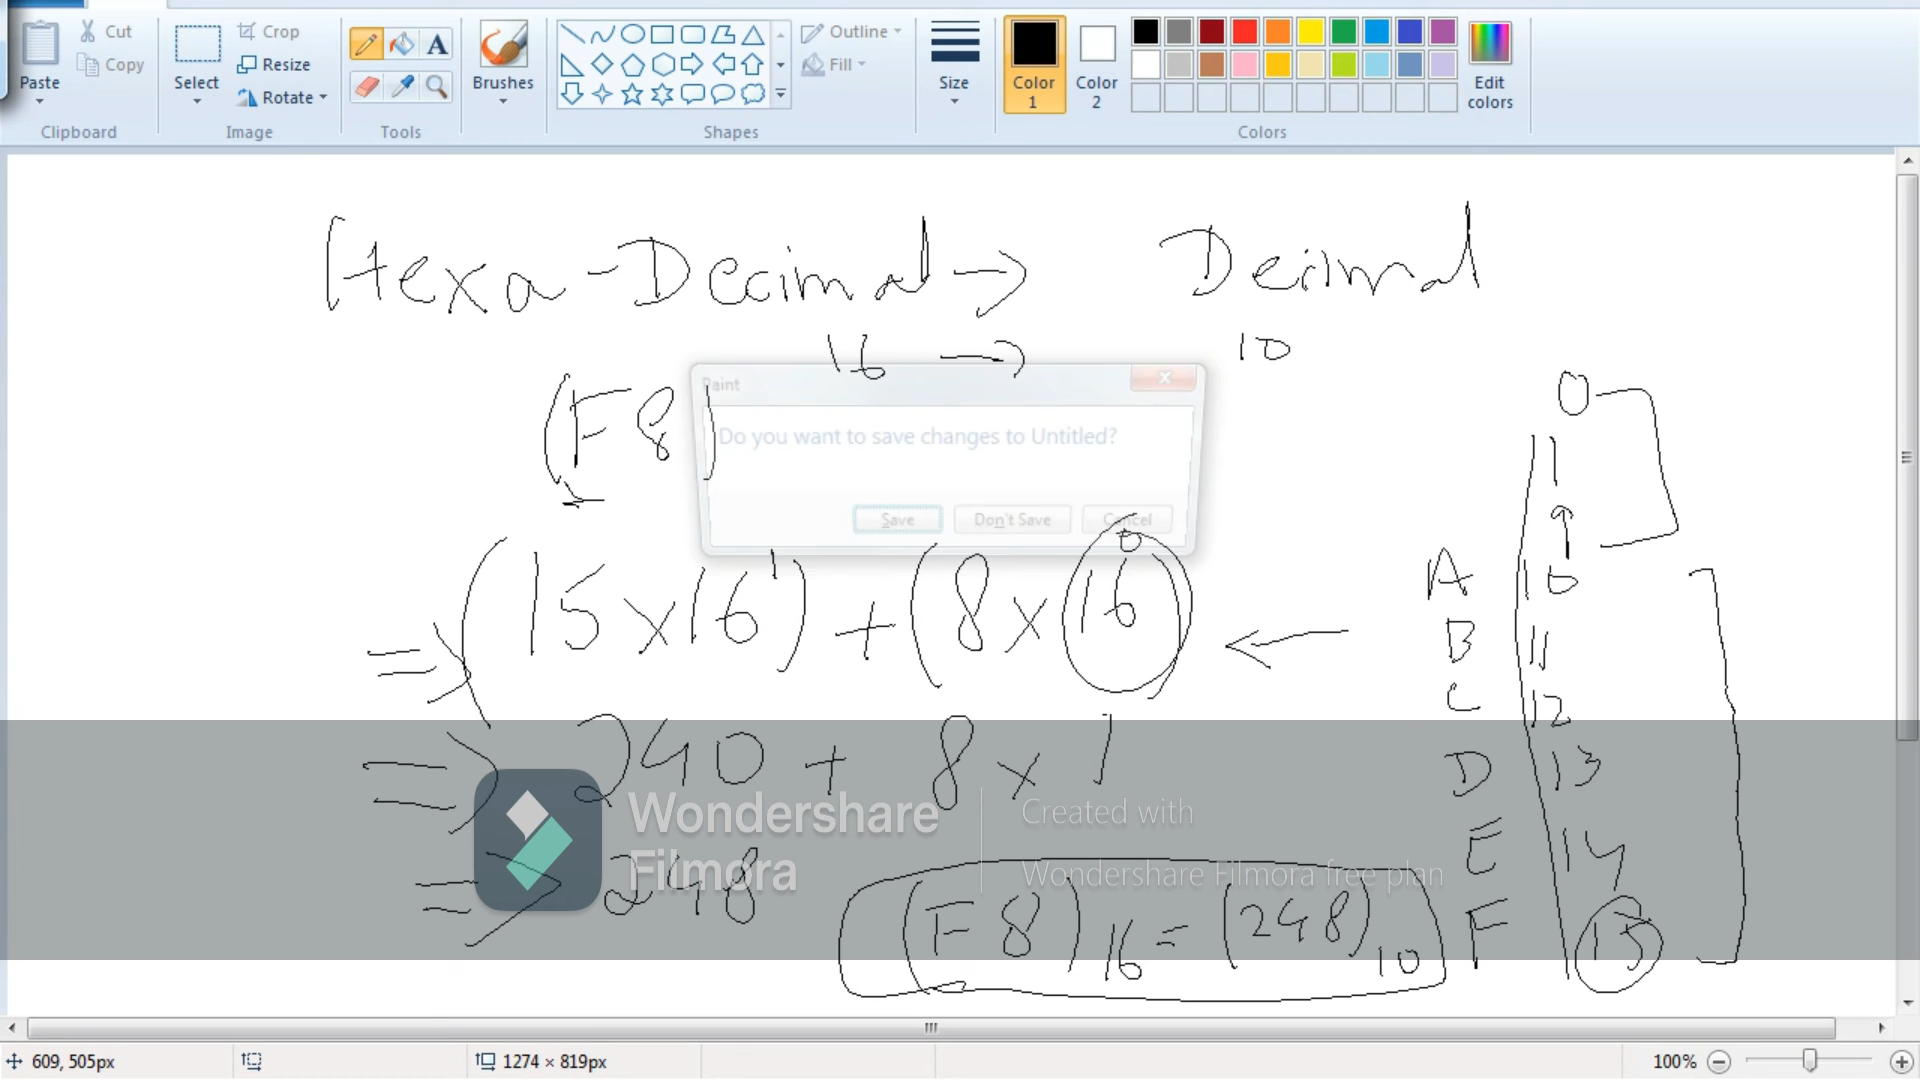 Cut
Copy
Paste
Clipboard
Crop
Resize
Rotate
Select
Image
A
Tools
Brushes
Outline
Fill
Shapes
Size
Color 1
Color 2
Edit colors
Colors
Hexa-Decimal → Deimal
16 → 10
Paint
(F8)
Do you want to save changes to Untitled?
Save Don't Save Cancel
0
1
9
A 10
B 11
C 12
D 13
E 14
F 15
⇒ (15×16¹) + (8×16⁰) ←
⇒ 240 + 8×1
⇒ 248
(F8)₁₆ = (248)₁₀
Wondershare
Filmora
Created with
Wondershare Filmora free plan
609, 505px
1274 × 819px
100%